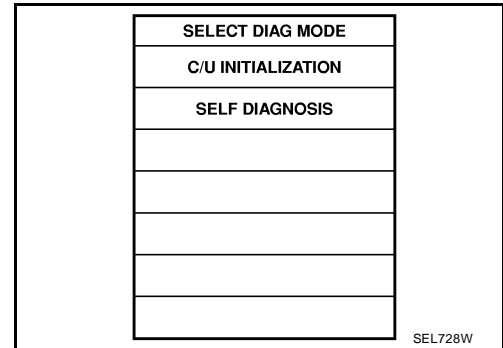 SELECT DIAG MODE
C/U INITIALIZATION
SELF DIAGNOSIS
SEL728W